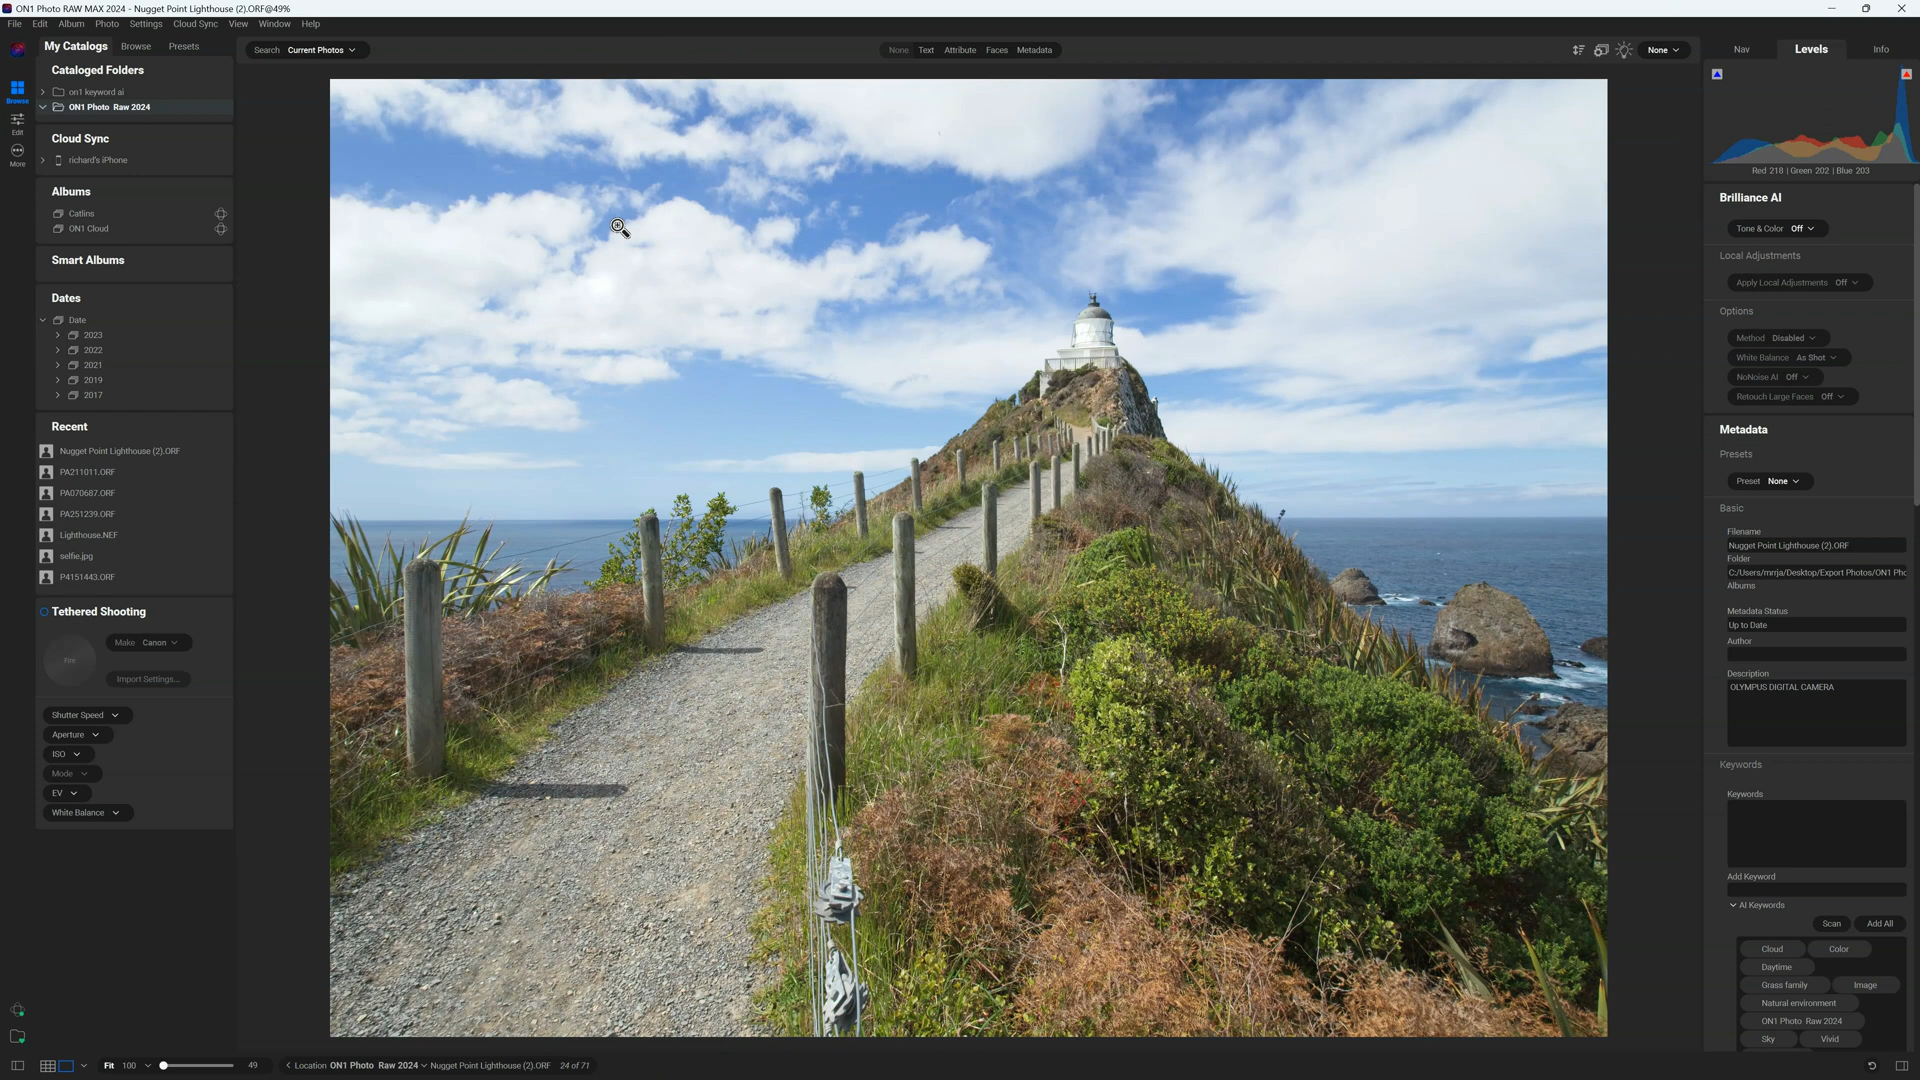 ON1 Photo RAW MAX 2024 - Nugget Point Lighthouse (2).ORF@49%
File Edit Album Photo Settings Cloud Sync View Window Help
My Catalogs Browse Presets
Search Current Photos
None Text Attribute Faces Metadata
None
Nav Levels Info
Cataloged Folders
on1 keyword ai
ON1 Photo Raw 2024
Browse
Edit
More
Cloud Sync
richard's iPhone
Albums
Catlins
ON1 Cloud
Smart Albums
Dates
Date
2023
2022
2021
2019
2017
Recent
Nugget Point Lighthouse (2).ORF
PA211011.ORF
PA070687.ORF
PA251239.ORF
Lighthouse.NEF
selfie.jpg
P4151443.ORF
Tethered Shooting
Fire
Make Canon
Import Settings...
Shutter Speed
Aperture
ISO
Mode
EV
White Balance
Red 218 | Green 202 | Blue 203
Brilliance AI
Tone & Color Off
Local Adjustments
Apply Local Adjustments Off
Options
Method Disabled
White Balance As Shot
NoNoise AI Off
Retouch Large Faces Off
Metadata
Presets
Preset None
Basic
Filename
Nugget Point Lighthouse (2).ORF
Folder
C:/Users/mrrja/Desktop/Export Photos/ON1 Pho
Albums
Metadata Status
Up to Date
Author
Description
OLYMPUS DIGITAL CAMERA
Keywords
Keywords
Add Keyword
AI Keywords
Scan Add All
Cloud Color
Daytime
Grass family Image
Natural environment
ON1 Photo Raw 2024
Sky Vivid
Fit 100 49 Location ON1 Photo Raw 2024 Nugget Point Lighthouse (2).ORF 24 of 71